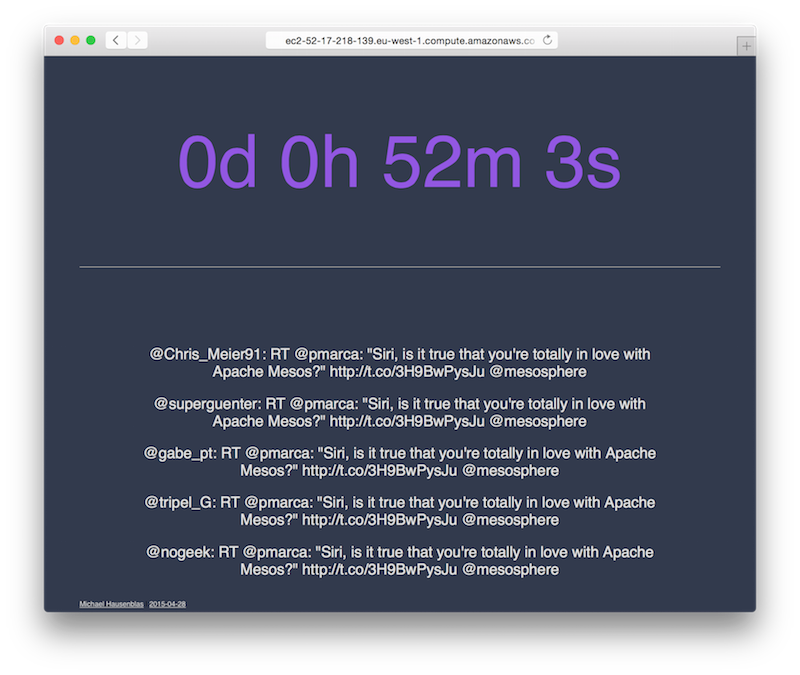 ec2-52-17-218-139.eu-west-1.compute.amazonaws.co
0d 0h 52m 3s
@Chris_Meier91: RT @pmarca: "Siri, is it true that you're totally in love with
Apache Mesos?" http://t.co/3H9BwPysJu @mesosphere
@superguenter: RT @pmarca: "Siri, is it true that you're totally in love with
Apache Mesos?" http://t.co/3H9BwPysJu @mesosphere
@gabe_pt: RT @pmarca: "Siri, is it true that you're totally in love with Apache
Mesos?" http://t.co/3H9BwPysJu @mesosphere
@tripel_G: RT @pmarca: "Siri, is it true that you're totally in love with Apache
Mesos?" http://t.co/3H9BwPysJu @mesosphere
@nogeek: RT @pmarca: "Siri, is it true that you're totally in love with Apache
Mesos?" http://t.co/3H9BwPysJu @mesosphere
Michael Hausenblas 2015-04-28